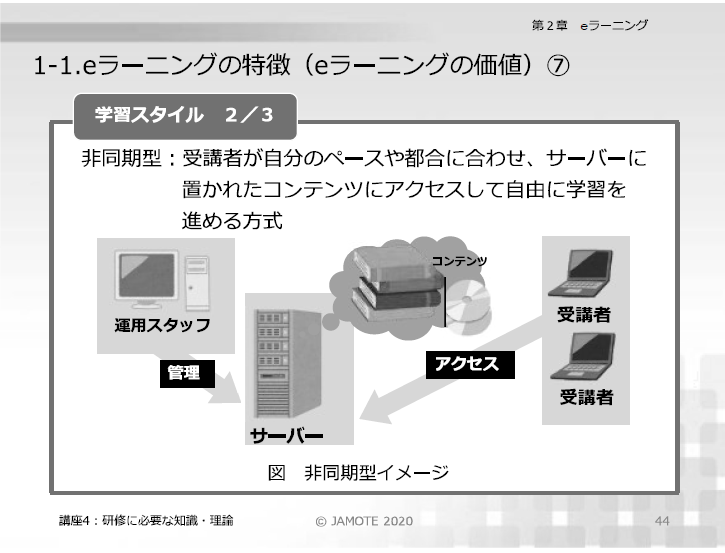 第２章　eラーニング
1-1.eラーニングの特徴（eラーニングの価値）⑦
学習スタイル　２／３
非同期型：受講者が自分のペースや都合に合わせ、サーバーに
置かれたコンテンツにアクセスして自由に学習を
進める方式
コンテンツ
運用スタッフ
受講者
管理
アクセス
受講者
サーバー
図　非同期型イメージ
講座4：研修に必要な知識・理論
© JAMOTE 2020
44